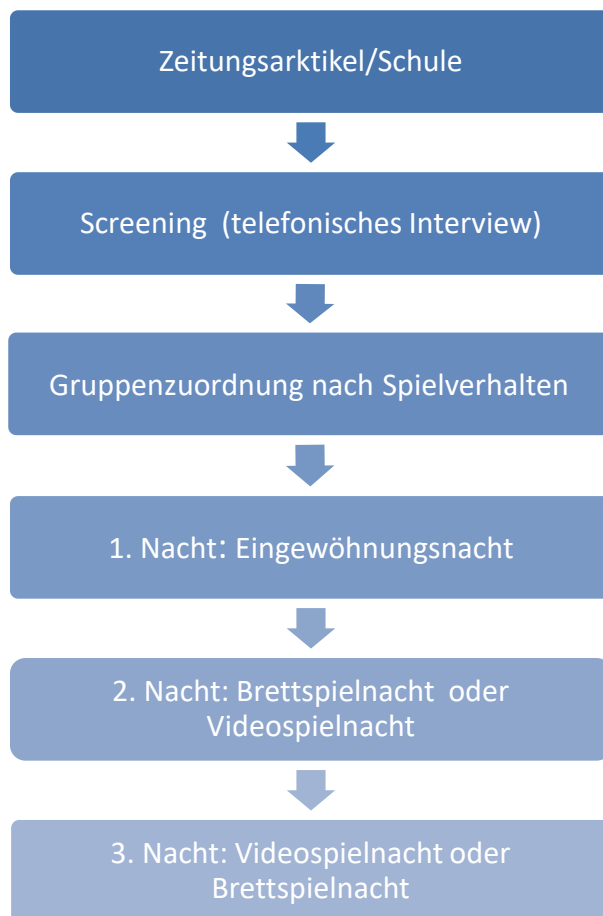 Zeitungsarktikel/Schule
Screening (telefonisches Interview)
Gruppenzuordnung nach Spielverhalten
1. Nacht: Eingewöhnungsnacht
2. Nacht: Brettspielnacht oder
Videospielnacht
3. Nacht: Videospielnacht oder
Brettspielnacht